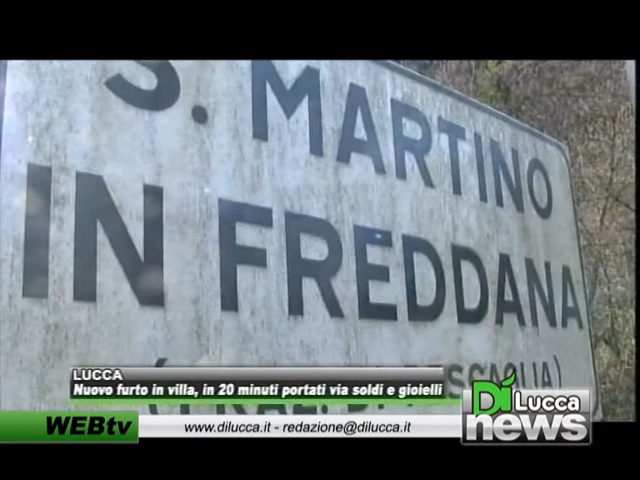 S. MARTINO
IN FREDDANA
LUCCA
Nuovo furto in villa, in 20 minuti portati via soldi e gioielli
WEBtv
www.dilucca.it - redazione@dilucca.it
Dì LUCCA
news